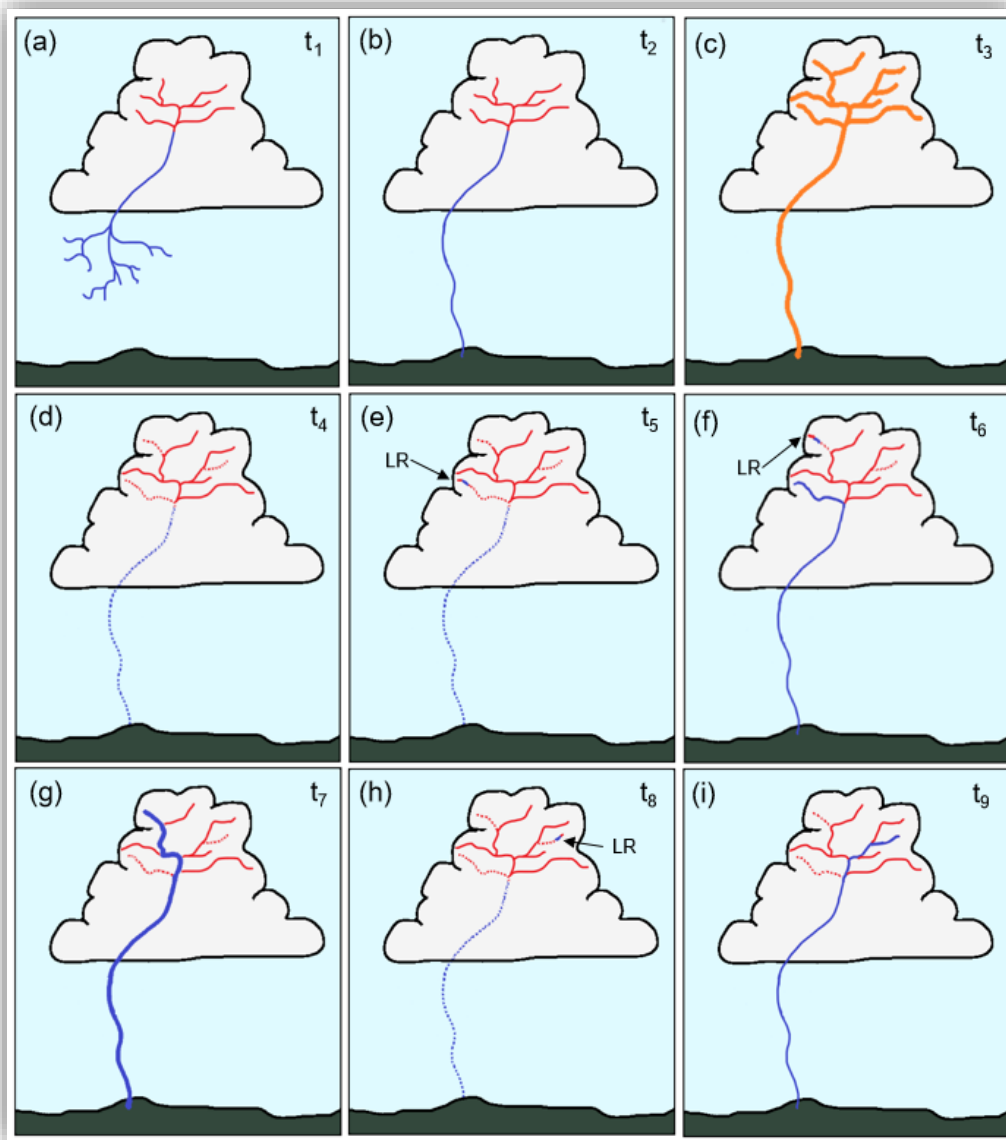 (a) t₁
(b) t₂
(c) t₃
(d) t₄
(e) t₅
LR
(f) t₆
LR
(g) t₇
(h) t₈
LR
(i) t₉